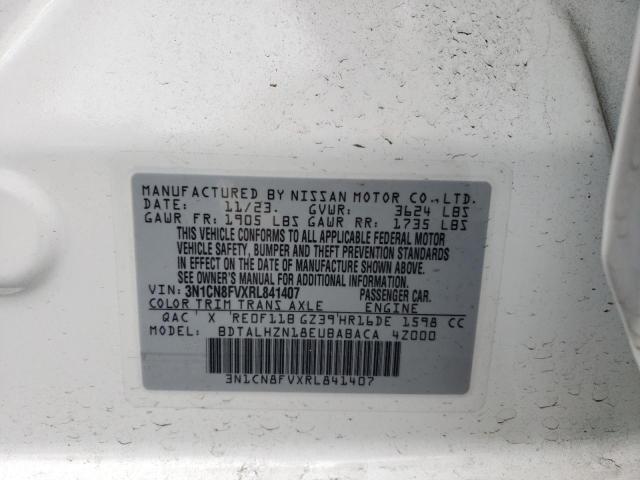 MANUFACTURED BY NISSAN MOTOR CO.,LTD.
DATE: 11/23. GVWR: 3624 LBS
GAWR FR: 1905 LBS GAWR RR: 1735 LBS
THIS VEHICLE CONFORMS TO ALL APPLICABLE FEDERAL MOTOR
VEHICLE SAFETY, BUMPER AND THEFT PREVENTION STANDARDS
IN EFFECT ON THE DATE OF MANUFACTURE SHOWN ABOVE.
SEE OWNER'S MANUAL FOR ADDITIONAL INFORMATION.
VIN: 3N1CN8FVXRL841407 PASSENGER CAR.
COLOR TRIM TRANS AXLE ENGINE
QAC X RE0F11B GZ39 HR16DE 1598 CC
MODEL: BDTALHZN18EUBABACA 4Z000
3N1CN8FVXRL841407